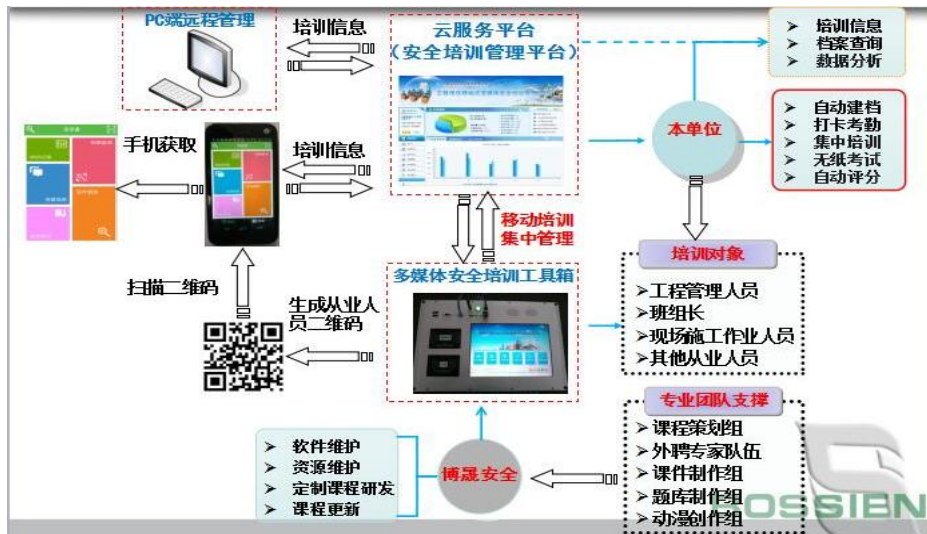 PC端远程管理
培训信息
云服务平台
（安全培训管理平台）
培训信息
档案查询
数据分析
本单位
自动建档
打卡考勤
集中培训
无纸考试
自动评分
手机获取
培训信息
移动培训
集中管理
培训对象
工程管理人员
班组长
现场施工作业人员
其他从业人员
多媒体安全培训工具箱
扫描二维码
生成从业人
员二维码
专业团队支撑
课程策划组
外聘专家队伍
课件制作组
题库制作组
动漫创作组
软件维护
资源维护
定制课程研发
课程更新
博晟安全
BOSSIEN